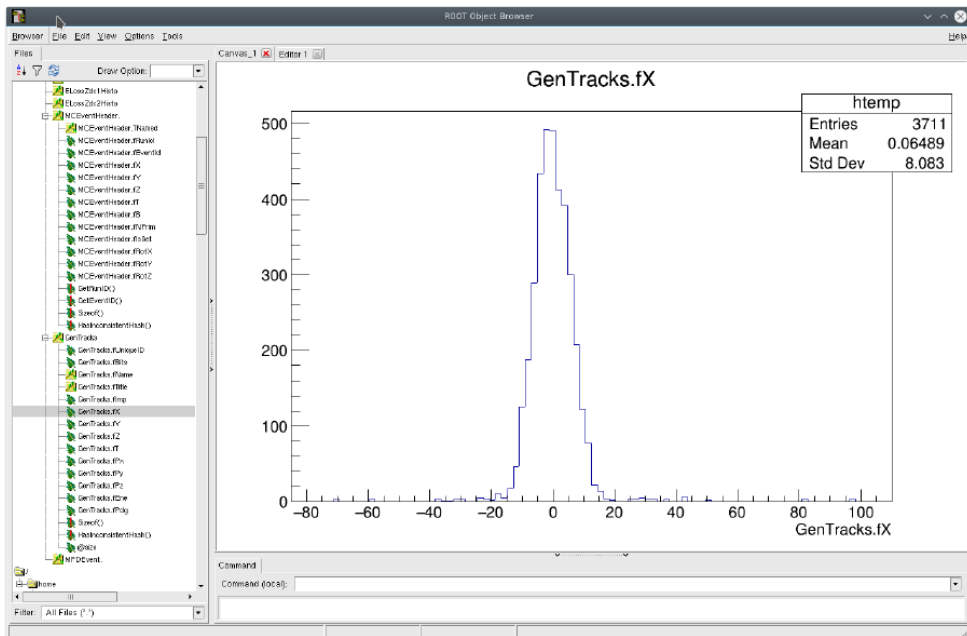 ROOT Object Browser
Browser File Edit View Options Tools Help
Files
Draw Option:
ELossZdc1Histo
ELossZdc2Histo
MCEventHeader.
MCEventHeader.TNamed
MCEventHeader.fRunId
MCEventHeader.fEventId
MCEventHeader.fX
MCEventHeader.fY
MCEventHeader.fZ
MCEventHeader.fT
MCEventHeader.fB
MCEventHeader.fNPrim
MCEventHeader.fIsSet
MCEventHeader.fRotX
MCEventHeader.fRotY
MCEventHeader.fRotZ
GetRunID()
GetEventID()
Sizeof()
HasInconsistentHash()
GenTracks
GenTracks.fUniqueID
GenTracks.fBits
GenTracks.fName
GenTracks.fTitle
GenTracks.fImp
GenTracks.fX
GenTracks.fY
GenTracks.fZ
GenTracks.fT
GenTracks.fPx
GenTracks.fPy
GenTracks.fPz
GenTracks.fEne
GenTracks.fPdg
Sizeof()
HasInconsistentHash()
@size
MPDEvent.
/
home
Filter: All Files (*.*)
Canvas_1 Editor 1
GenTracks.fX
htemp
Entries 3711
Mean 0.06489
Std Dev 8.083
500
400
300
200
100
0
−80 −60 −40 −20 0 20 40 60 80 100
GenTracks.fX
Command
Command (local):